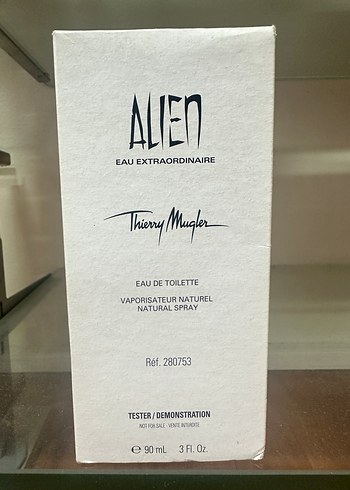 ALIEN
EAU EXTRAORDINAIRE
Thierry Mugler
EAU DE TOILETTE
VAPORISATEUR NATUREL
NATURAL SPRAY
Réf. 280753
TESTER / DEMONSTRATION
NOT FOR SALE - VENTE INTERDITE
℮ 90 mL 3 Fl. Oz.